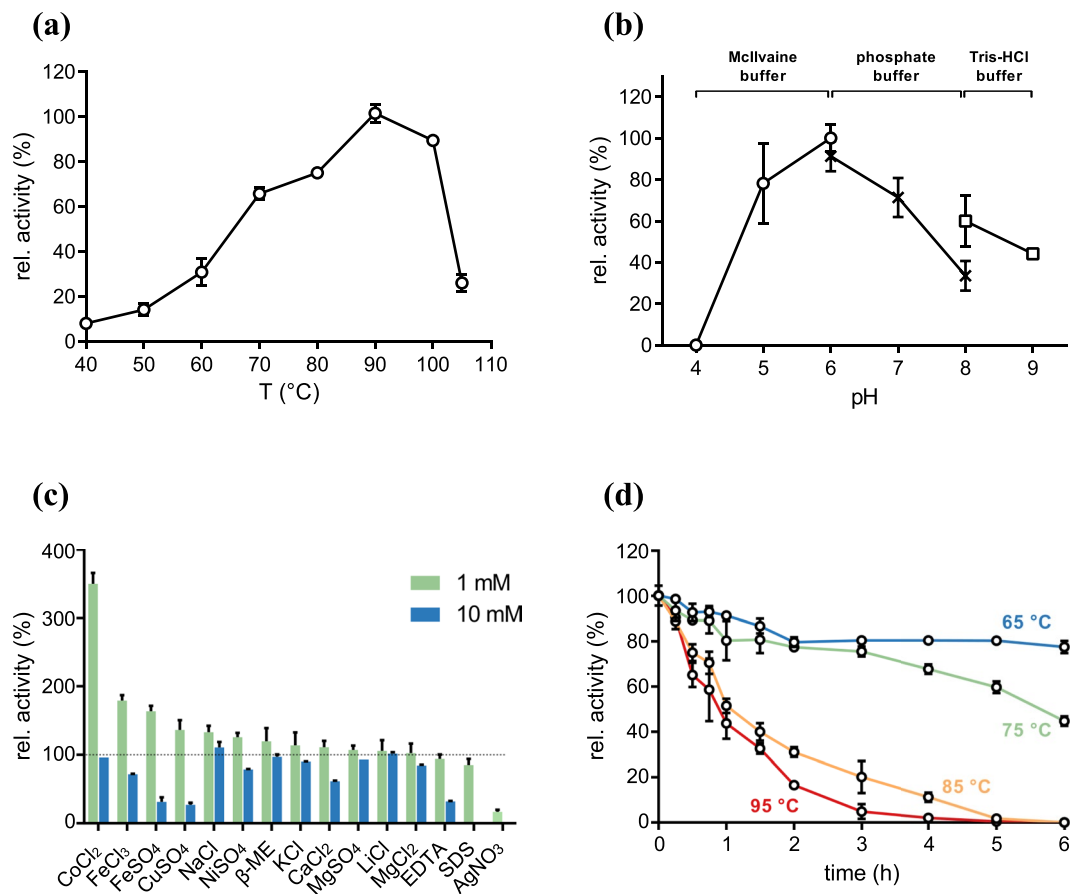 (a)
120
100
80
60
40
20
0
rel. activity (%)
40 50 60 70 80 90 100 110
T (°C)
(b)
McIlvaine
buffer
phosphate
buffer
Tris-HCl
buffer
120
100
80
60
40
20
0
rel. activity (%)
4 5 6 7 8 9
pH
(c)
400
300
200
100
0
rel. activity (%)
1 mM
10 mM
CoCl2
FeCl3
FeSO4
CuSO4
NaCl
NiSO4
β-ME
KCl
CaCl2
MgSO4
LiCl
MgCl2
EDTA
SDS
AgNO3
(d)
120
100
80
60
40
20
0
rel. activity (%)
65 °C
75 °C
85 °C
95 °C
0 1 2 3 4 5 6
time (h)